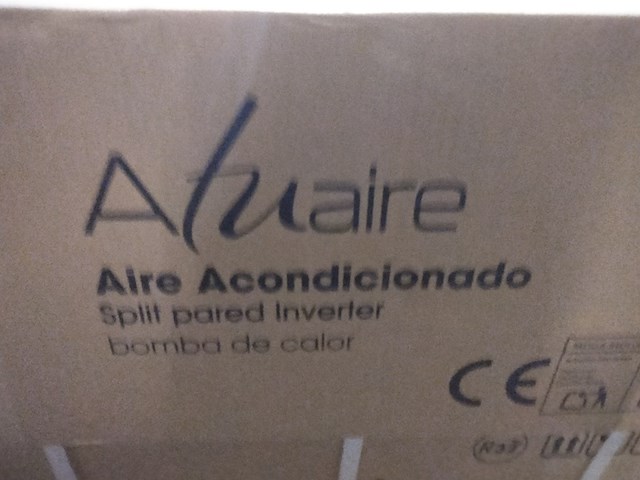 Atuaire
Aire Acondicionado
Split pared Inverter
bomba de calor
CE